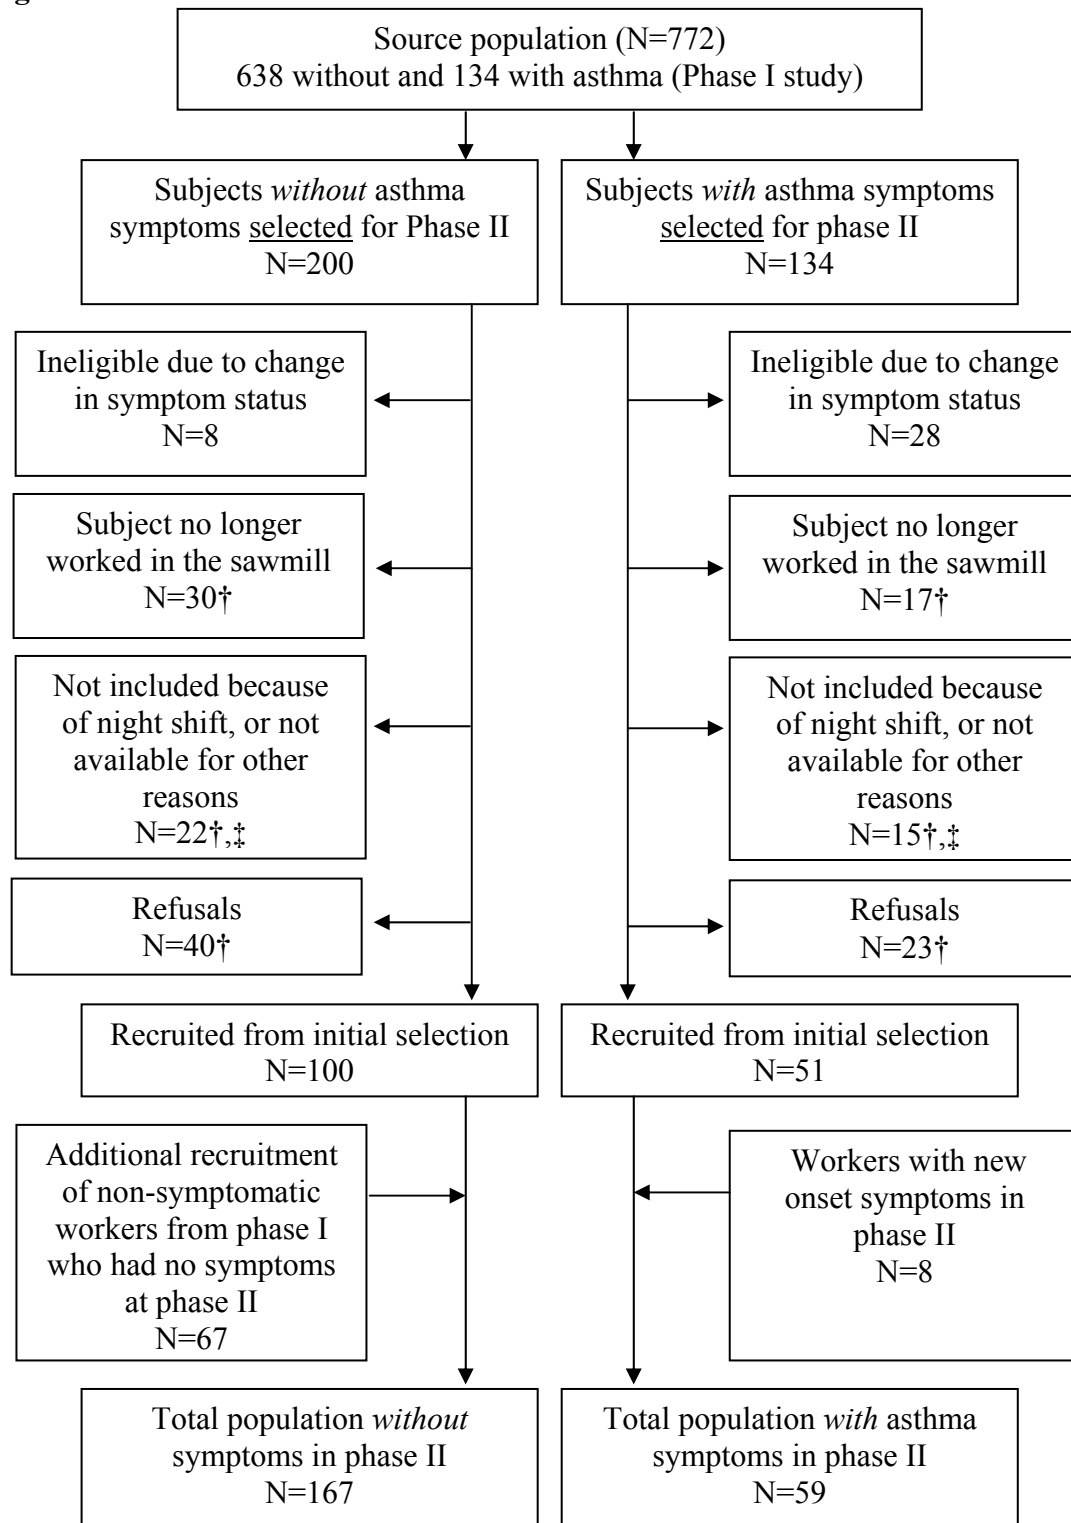 g
Source population (N=772)
638 without and 134 with asthma (Phase I study)
Subjects without asthma
symptoms selected for Phase II
N=200
Subjects with asthma symptoms
selected for phase II
N=134
Ineligible due to change
in symptom status
N=8
Ineligible due to change
in symptom status
N=28
Subject no longer
worked in the sawmill
N=30†
Subject no longer
worked in the sawmill
N=17†
Not included because
of night shift, or not
available for other
reasons
N=22†,‡
Not included because
of night shift, or not
available for other
reasons
N=15†,‡
Refusals
N=40†
Refusals
N=23†
Recruited from initial selection
N=100
Recruited from initial selection
N=51
Additional recruitment
of non-symptomatic
workers from phase I
who had no symptoms
at phase II
N=67
Workers with new
onset symptoms in
phase II
N=8
Total population without
symptoms in phase II
N=167
Total population with asthma
symptoms in phase II
N=59